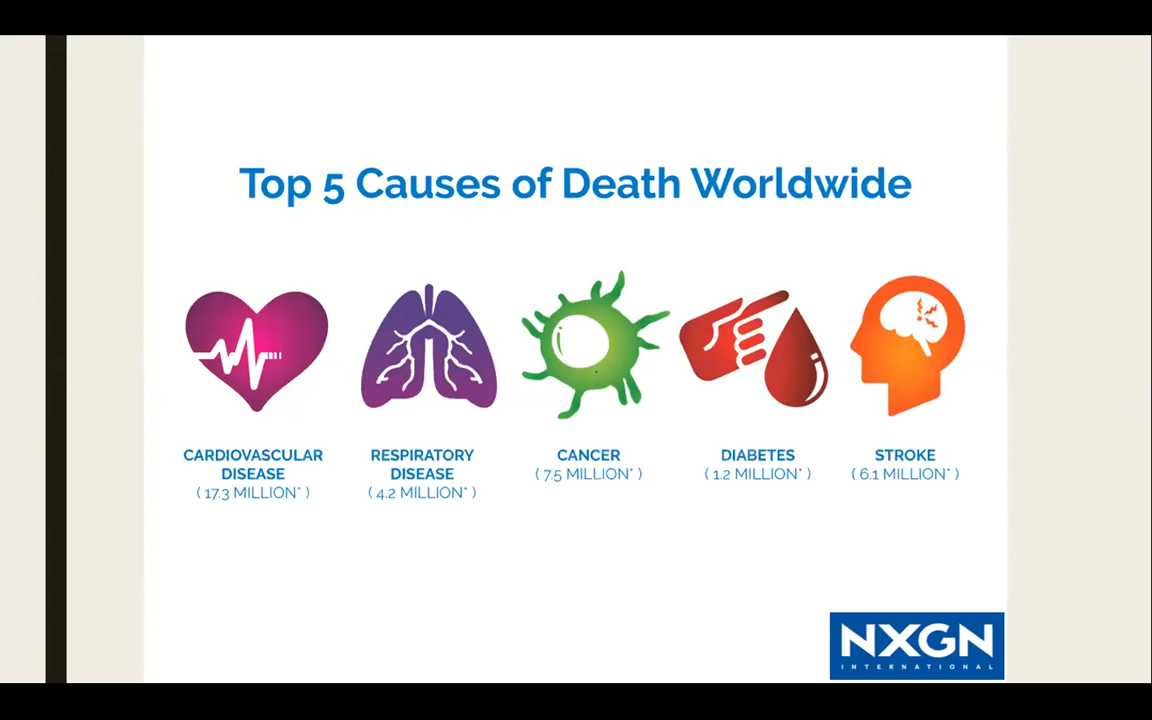 Top 5 Causes of Death Worldwide
CARDIOVASCULAR
DISEASE
( 17.3 MILLION* )
RESPIRATORY
DISEASE
( 4.2 MILLION* )
CANCER
( 7.5 MILLION* )
DIABETES
( 1.2 MILLION* )
STROKE
( 6.1 MILLION* )
NXGN
INTERNATIONAL